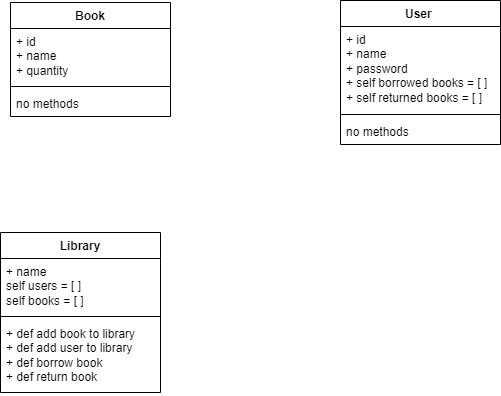 Book
+ id
+ name
+ quantity
no methods
User
+ id
+ name
+ password
+ self borrowed books = [ ]
+ self returned books = [ ]
no methods
Library
+ name
self users = [ ]
self books = [ ]
+ def add book to library
+ def add user to library
+ def borrow book
+ def return book